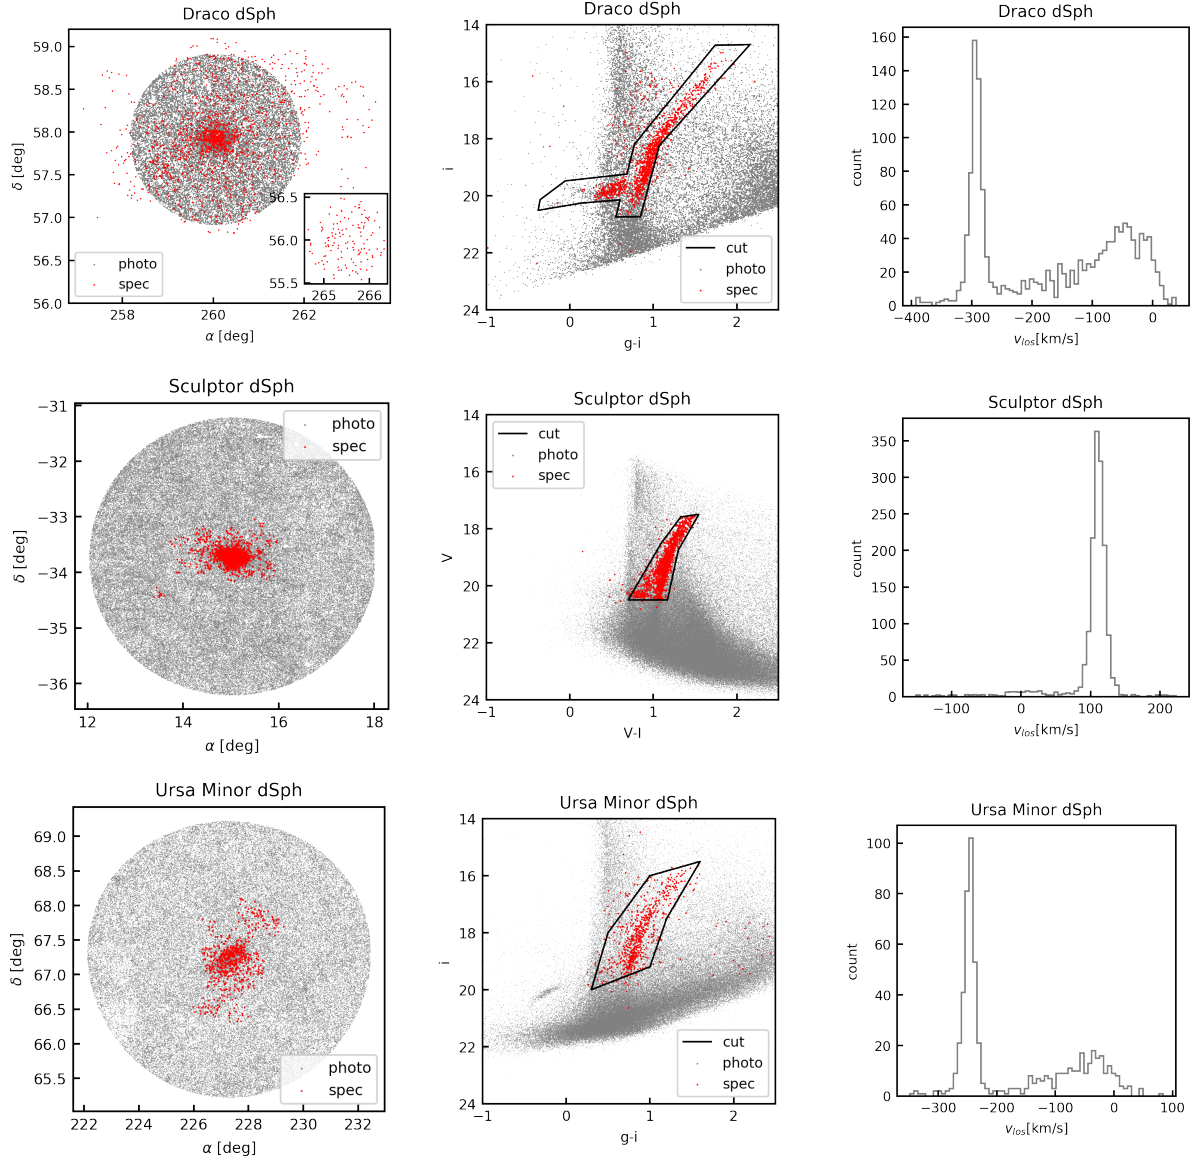 Draco dSph
59.0
58.5
58.0
57.5
57.0
56.5
56.0
δ [deg]
258
260
262
α [deg]
photo
spec
56.5
56.0
55.5
265
266
Draco dSph
14
16
18
20
22
24
i
−1
0
1
2
g-i
cut
photo
spec
Draco dSph
160
140
120
100
80
60
40
20
0
count
−400
−300
−200
−100
0
v_los[km/s]
Sculptor dSph
−31
−32
−33
−34
−35
−36
δ [deg]
12
14
16
18
α [deg]
photo
spec
Sculptor dSph
14
16
18
20
22
24
V
−1
0
1
2
V-I
cut
photo
spec
Sculptor dSph
350
300
250
200
150
100
50
0
count
−100
0
100
200
v_los[km/s]
Ursa Minor dSph
69.0
68.5
68.0
67.5
67.0
66.5
66.0
65.5
δ [deg]
222
224
226
228
230
232
α [deg]
photo
spec
Ursa Minor dSph
14
16
18
20
22
24
i
−1
0
1
2
g-i
cut
photo
spec
Ursa Minor dSph
100
80
60
40
20
0
count
−300
−200
−100
0
100
v_los[km/s]